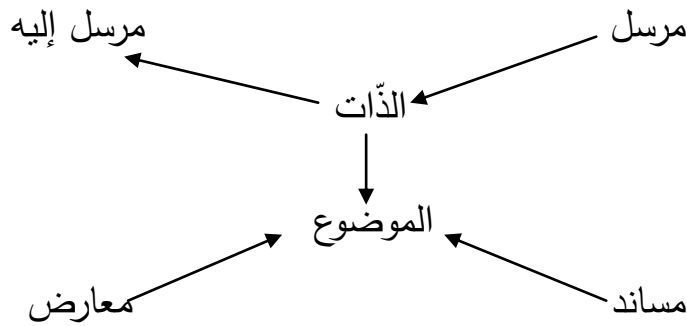 مرسل مرسل إليه
الذّات
الموضوع
مساند معارض